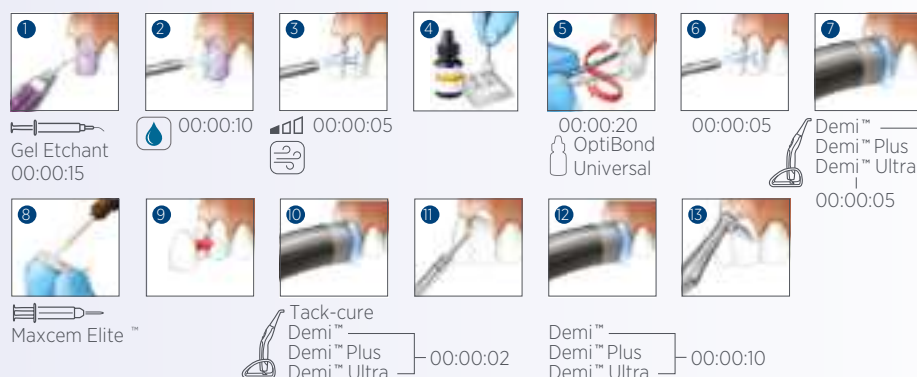 1
2
3
4
5
6
7
Gel Etchant
00:00:15
00:00:10
00:00:05
00:00:20
OptiBond
Universal
00:00:05
Demi™
Demi™ Plus
Demi™ Ultra
00:00:05
8
9
10
11
12
13
Maxcem Elite ™
Tack-cure
Demi™
Demi™ Plus
Demi™ Ultra
00:00:02
Demi™
Demi™ Plus
Demi™ Ultra
00:00:10